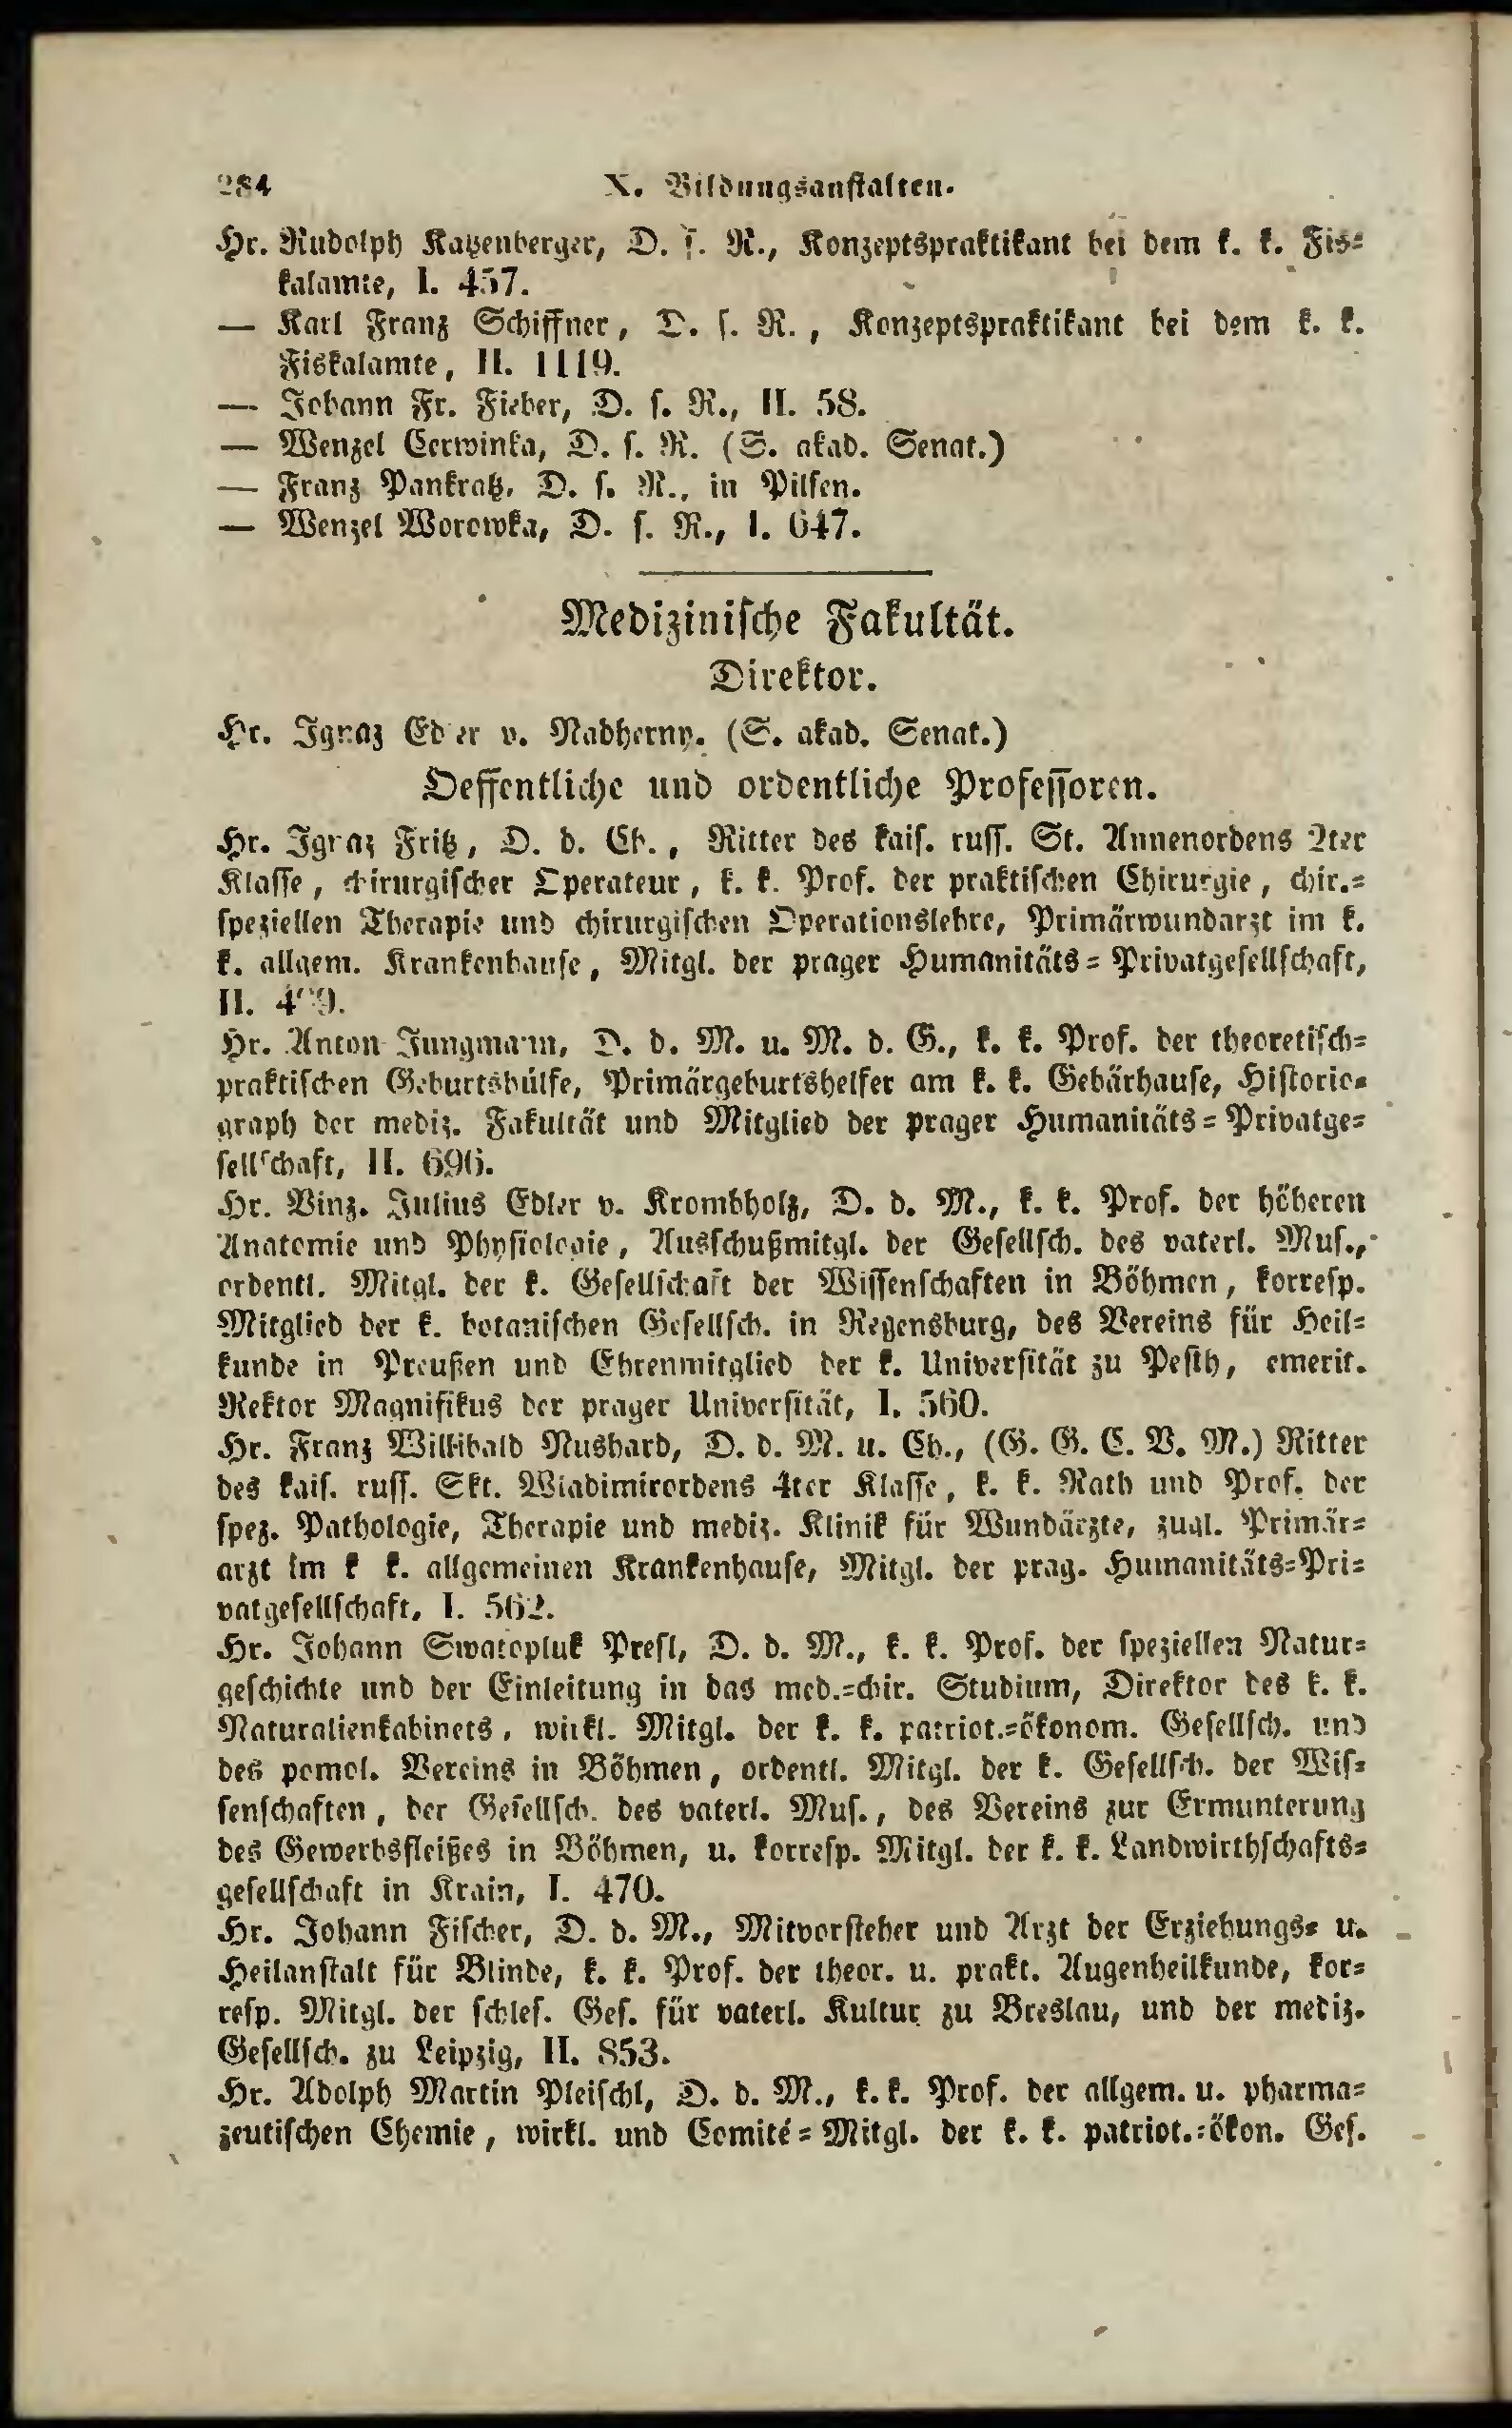 284 X. Bildungsanstalten.
Hr. Rudolph Katzenberger, D. s. R., Konzeptspraktikant bei dem k. k. Fis-
kalamte, I. 457.
— Karl Franz Schiffner, D. s. R., Konzeptspraktikant bei dem k. k.
Fiskalamte, II. 1119.
— Johann Fr. Fieber, D. s. R., II. 58.
— Wenzel Cerwinka, D. s. R. (S. akad. Senat.)
— Franz Pankratz, D. s. R., in Pilsen.
— Wenzel Worowka, D. s. R., I. 647.
Medizinische Fakultät.
Direktor.
Hr. Ignaz Edler v. Nadherny. (S. akad. Senat.)
Oeffentliche und ordentliche Professoren.
Hr. Ignaz Fritz, D. d. Ch., Ritter des kais. russ. St. Annenordens 2ter
Klasse, chirurgischer Operateur, k. k. Prof. der praktischen Chirurgie, chir.-
speziellen Therapie und chirurgischen Operationslehre, Primärwundarzt im k.
k. allgem. Krankenhause, Mitgl. der prager Humanitäts-Privatgesellschaft,
II.
Hr. Anton Jungmann, D. d. M. u. M. d. G., k. k. Prof. der theoretisch-
praktischen Geburtshülfe, Primärgeburtshelfer am k. k. Gebärhause, Historio-
graph der mediz. Fakultät und Mitglied der prager Humanitäts-Privatge-
sellschaft, II. 696.
Hr. Vinz. Julius Edler v. Krombholz, D. d. M., k. k. Prof. der höheren
Anatomie und Physiologie, Ausschußmitgl. der Gesellsch. des vaterl. Mus.,
ordentl. Mitgl. der k. Gesellschaft der Wissenschaften in Böhmen, korresp.
Mitglied der k. botanischen Gesellsch. in Regensburg, des Vereins für Heil-
kunde in Preußen und Ehrenmitglied der k. Universität zu Pesth, emerit.
Rektor Magnifikus der prager Universität, I. 560.
Hr. Franz Willibald Nushard, D. d. M. u. Ch., (G. G. C. V. M.) Ritter
des kais. russ. Skt. Wladimirordens 4ter Klasse, k. k. Rath und Prof. der
spez. Pathologie, Therapie und mediz. Klinik für Wundärzte, zugl. Primär-
arzt im k k. allgemeinen Krankenhause, Mitgl. der prag. Humanitäts-Pri-
vatgesellschaft, I. 562.
Hr. Johann Swatopluk Presl, D. d. M., k. k. Prof. der speziellen Natur-
geschichte und der Einleitung in das med.-chir. Studium, Direktor des k. k.
Naturalienkabinets, wirkl. Mitgl. der k. k. patriot.-ökonom. Gesellsch. und
des pomol. Vereins in Böhmen, ordentl. Mitgl. der k. Gesellsch. der Wis-
senschaften, der Gesellsch. des vaterl. Mus., des Vereins zur Ermunterung
des Gewerbsfleißes in Böhmen, u. korresp. Mitgl. der k. k. Landwirthschafts-
gesellschaft in Krain, I. 470.
Hr. Johann Fischer, D. d. M., Mitvorsteher und Arzt der Erziehungs- u.
Heilanstalt für Blinde, k. k. Prof. der theor. u. prakt. Augenheilkunde, kor-
resp. Mitgl. der schles. Ges. für vaterl. Kultur zu Breslau, und der mediz.
Gesellsch. zu Leipzig, II. 853.
Hr. Adolph Martin Pleischl, D. d. M., k. k. Prof. der allgem. u. pharma-
zeutischen Chemie, wirkl. und Comité-Mitgl. der k. k. patriot.-ökon. Ges.